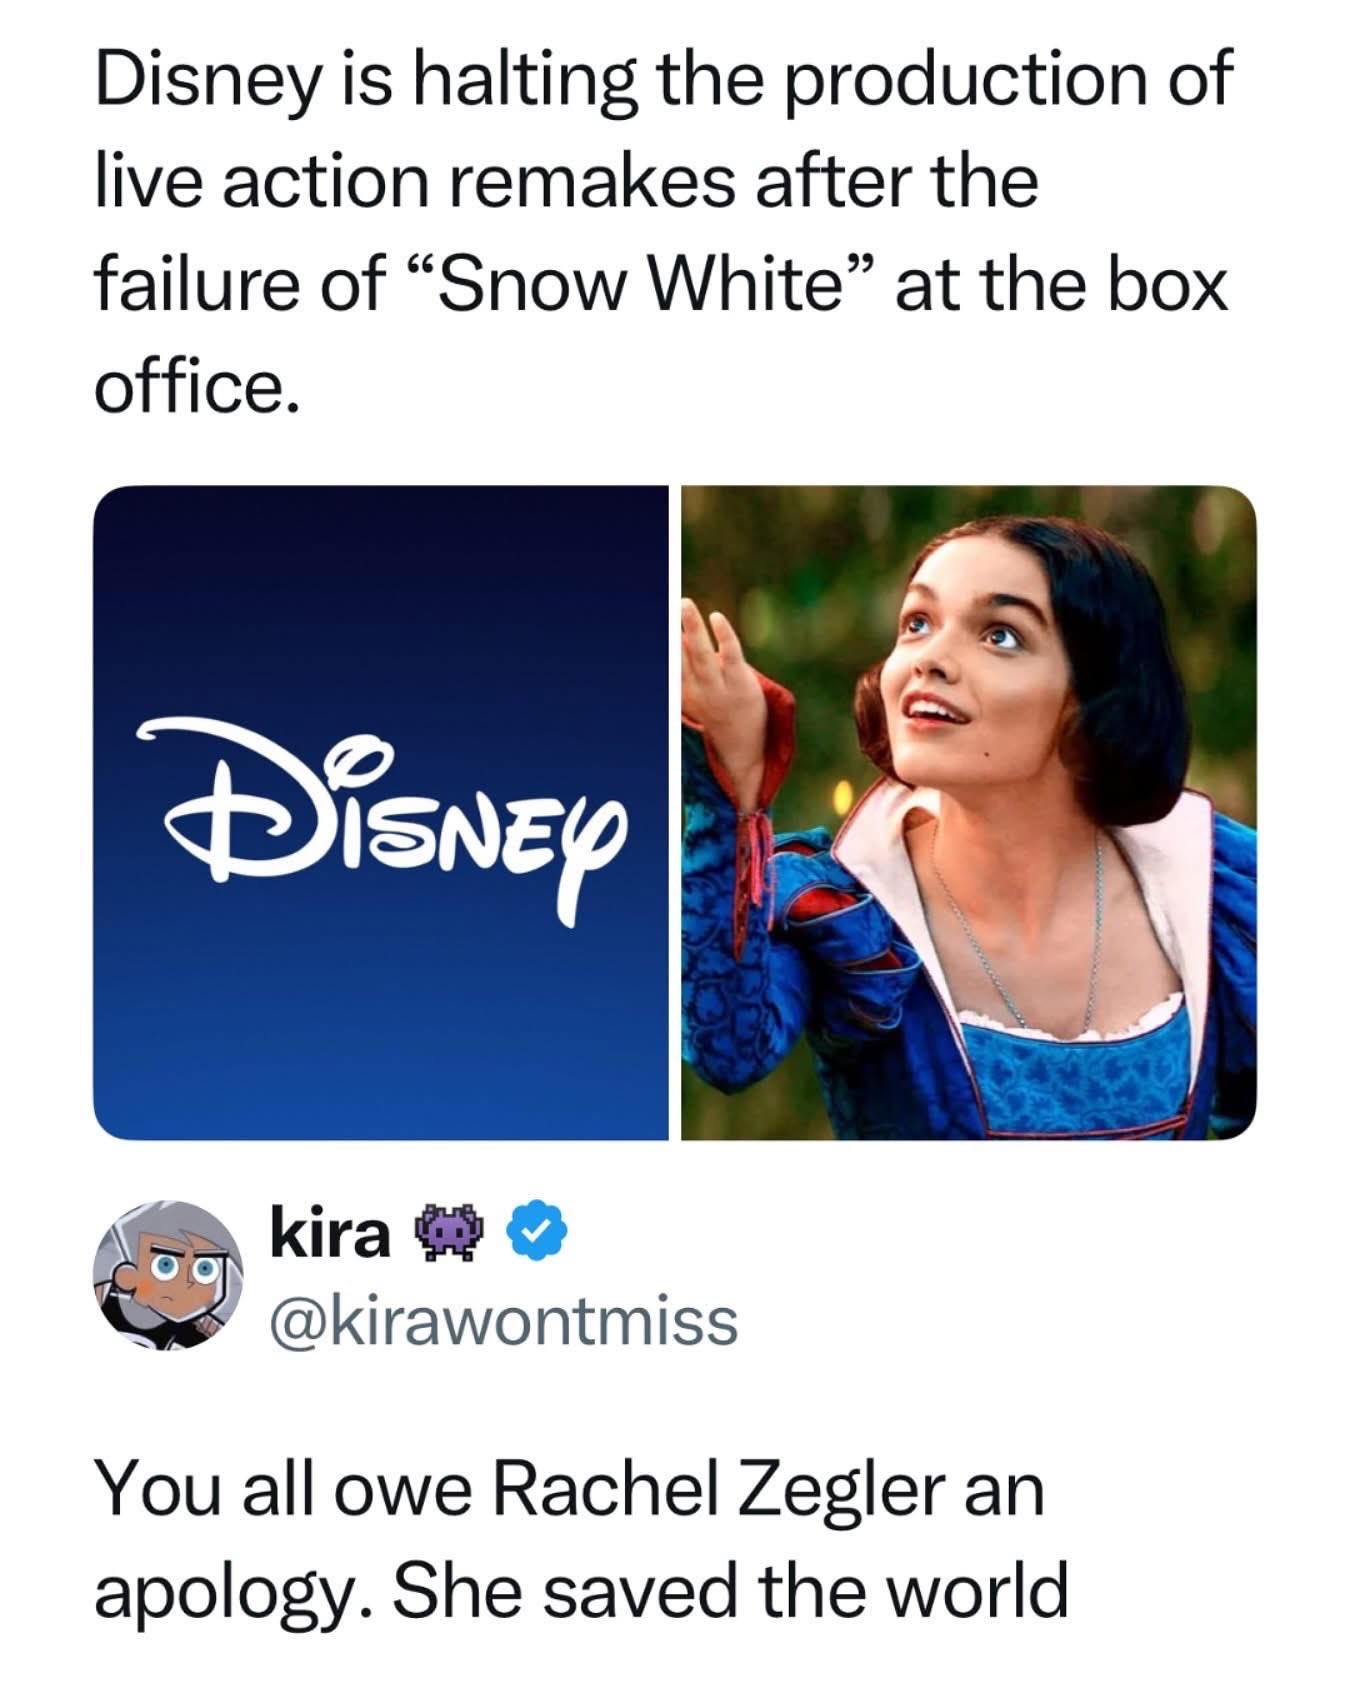 Disney is halting the production of
live action remakes after the
failure of “Snow White” at the box
office.
Disney
kira 👾
@kirawontmiss
You all owe Rachel Zegler an
apology. She saved the world